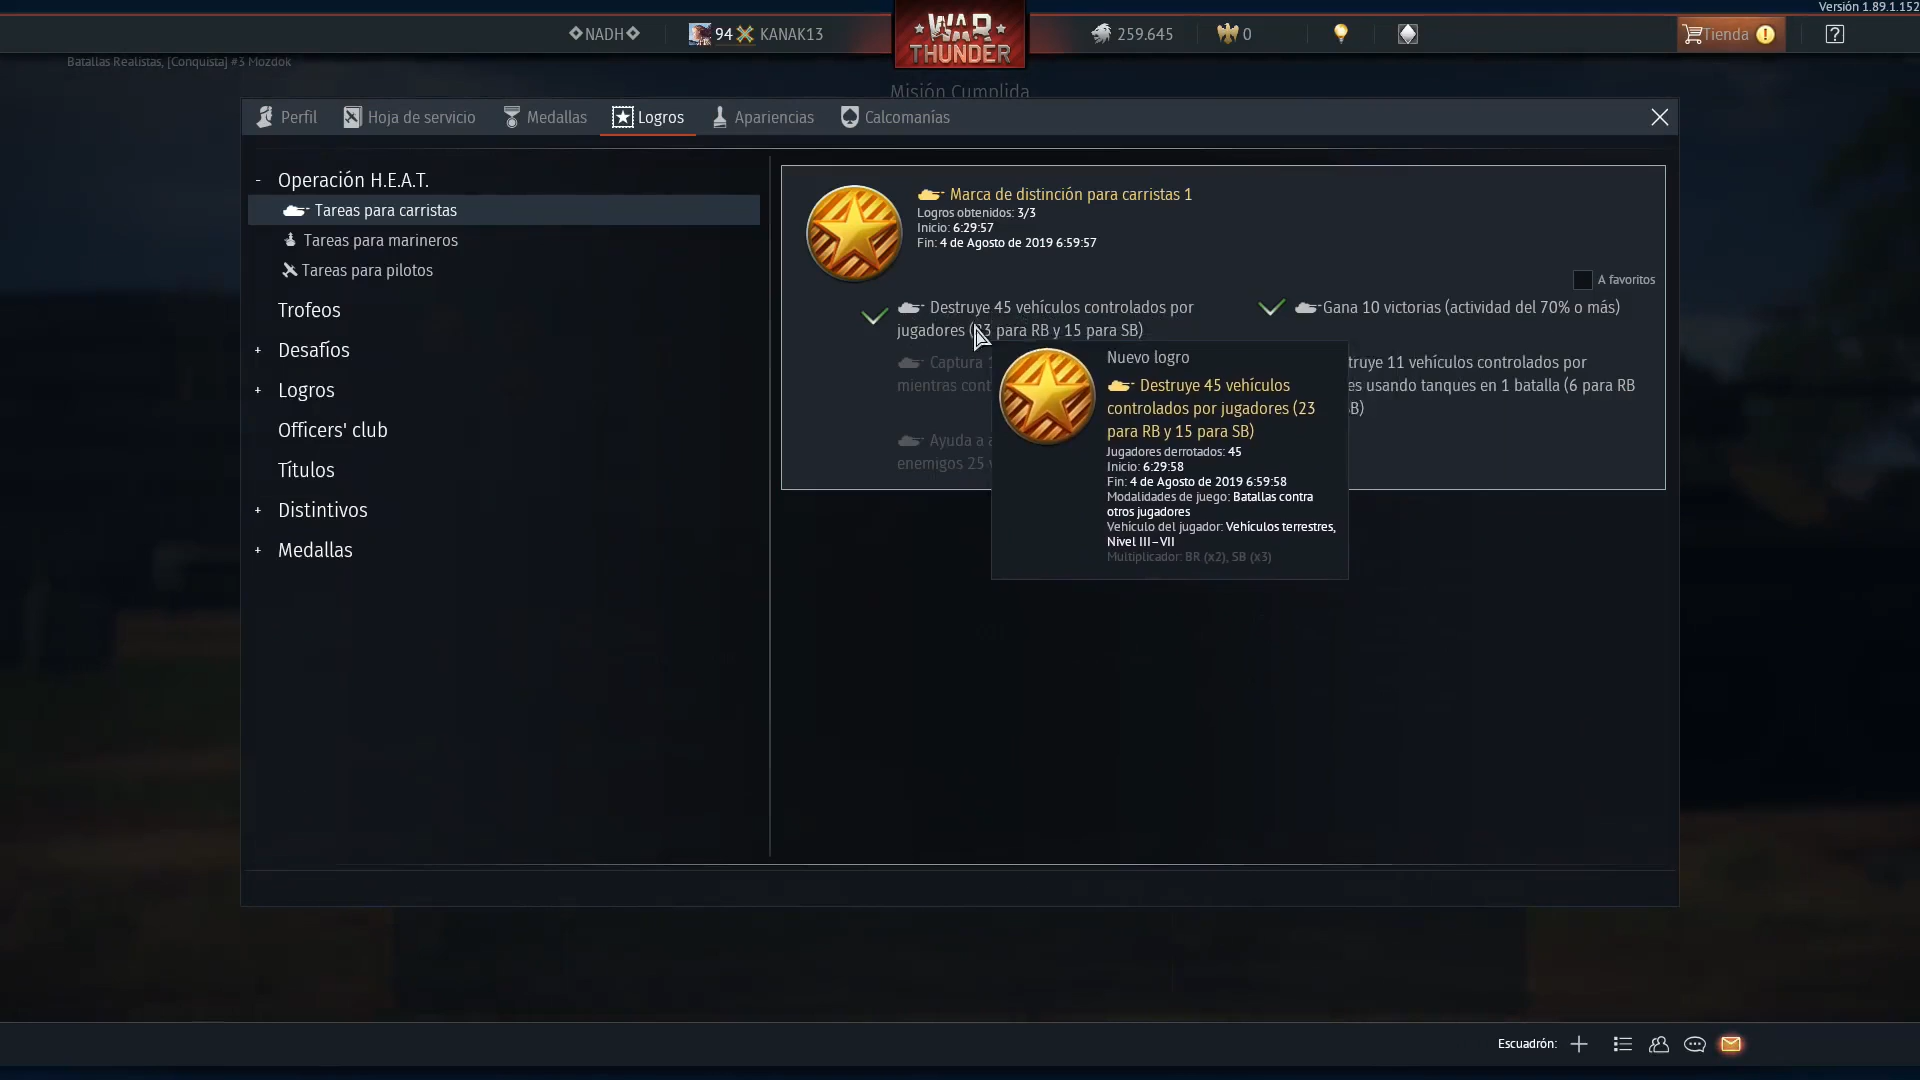 Versión 1.89.1.152
NADH
94 KANAK13
WAR THUNDER
259.645
0
Tienda
Batallas Realistas, [Conquista] #3 Mozdok
Misión Cumplida
Perfil
Hoja de servicio
Medallas
Logros
Apariencias
Calcomanías
- Operación H.E.A.T.
Tareas para carristas
Tareas para marineros
Tareas para pilotos
Trofeos
+ Desafíos
+ Logros
Officers' club
Títulos
+ Distintivos
+ Medallas
Marca de distinción para carristas 1
Logros obtenidos: 3/3
Inicio: 6:29:57
Fin: 4 de Agosto de 2019 6:59:57
A favoritos
Destruye 45 vehículos controlados por
jugadores (23 para RB y 15 para SB)
Gana 10 victorias (actividad del 70% o más)
Captura
mientras
truye 11 vehículos controlados por
es usando tanques en 1 batalla (6 para RB
B)
Ayuda a
enemigos 25
Nuevo logro
Destruye 45 vehículos
controlados por jugadores (23
para RB y 15 para SB)
Jugadores derrotados: 45
Inicio: 6:29:58
Fin: 4 de Agosto de 2019 6:59:58
Modalidades de juego: Batallas contra
otros jugadores
Vehículo del jugador: Vehículos terrestres,
Nivel III–VII
Multiplicador: BR (x2), SB (x3)
Escuadrón: